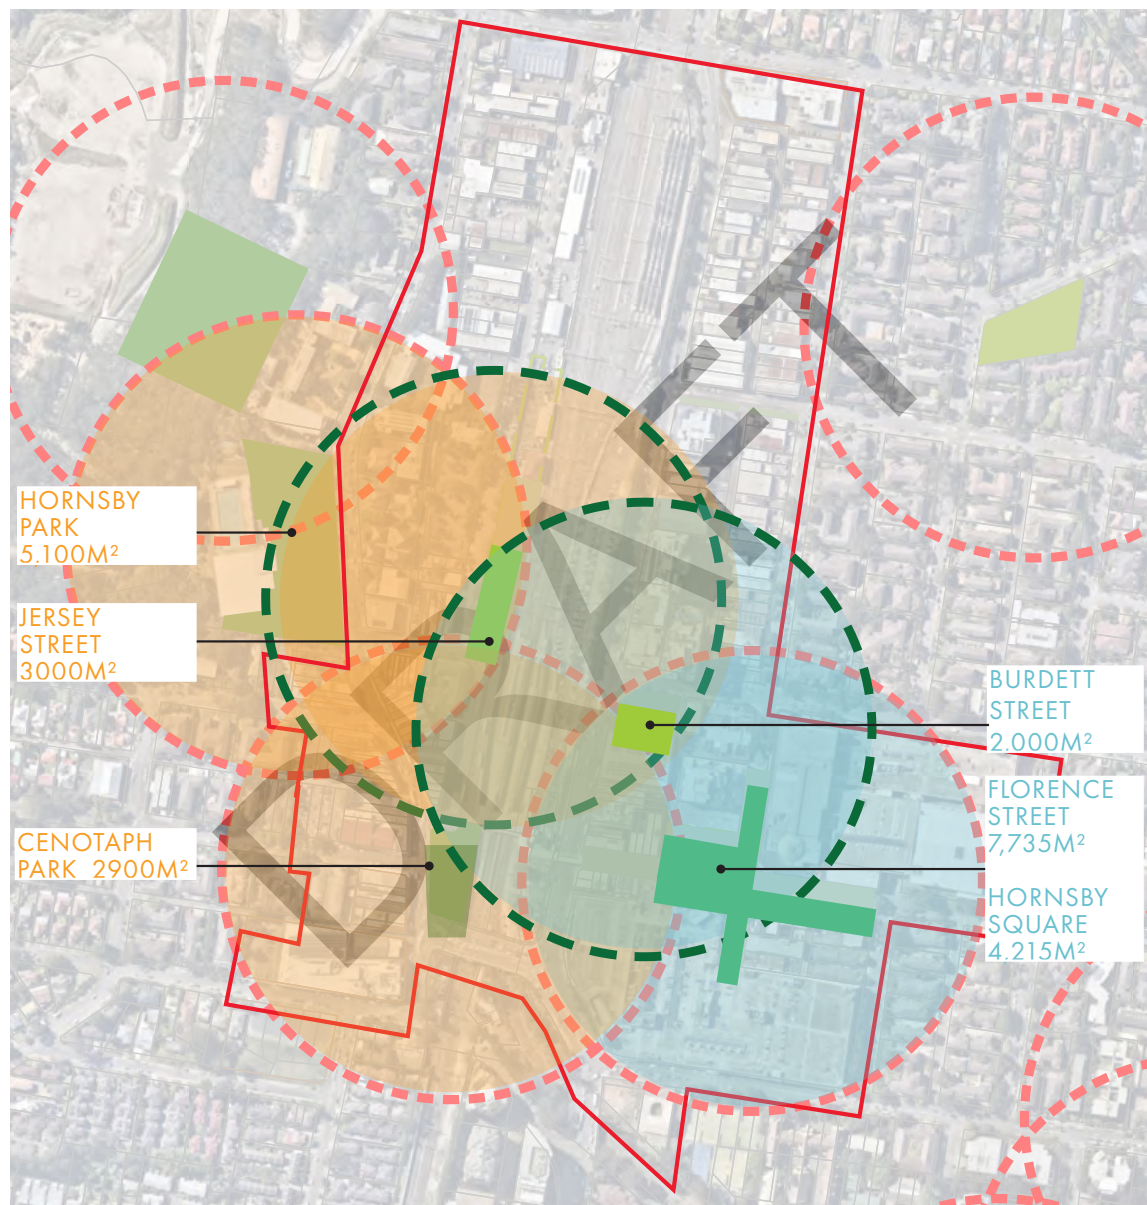 HORNSBY
PARK
5.100M²
JERSEY
STREET
3000M²
CENOTAPH
PARK 2900M²
BURDETT
STREET
2.000M²
FLORENCE
STREET
7,735M²
HORNSBY
SQUARE
4.215M²
DRAFT